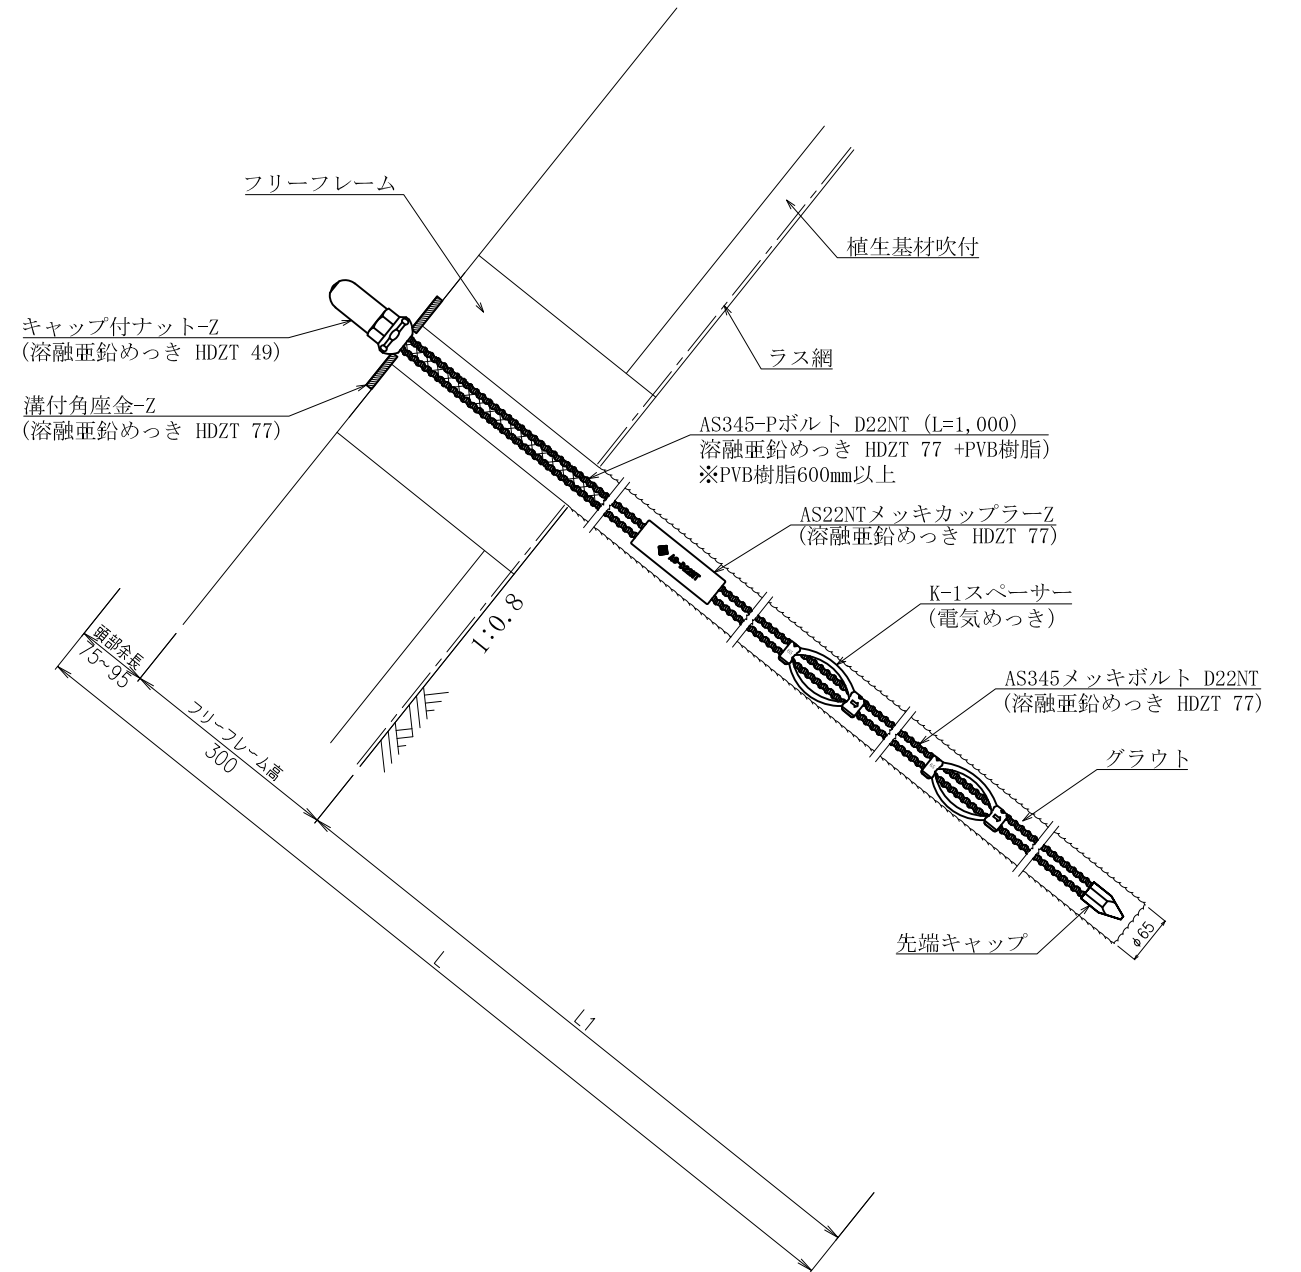 フリーフレーム
植生基材吹付
キャップ付ナット-Z
(溶融亜鉛めっき HDZT 49)
ラス網
溝付角座金-Z
(溶融亜鉛めっき HDZT 77)
AS345-Pボルト D22NT (L=1,000)
溶融亜鉛めっき HDZT 77 +PVB樹脂)
※PVB樹脂600mm以上
AS22NTメッキカップラーZ
(溶融亜鉛めっき HDZT 77)
AS-D22NT
K-1スペーサー
(電気めっき)
1:0.8
頭部余長
75~95
AS345メッキボルト D22NT
(溶融亜鉛めっき HDZT 77)
フリーフレーム高
300
グラウト
先端キャップ
φ65
L
L1